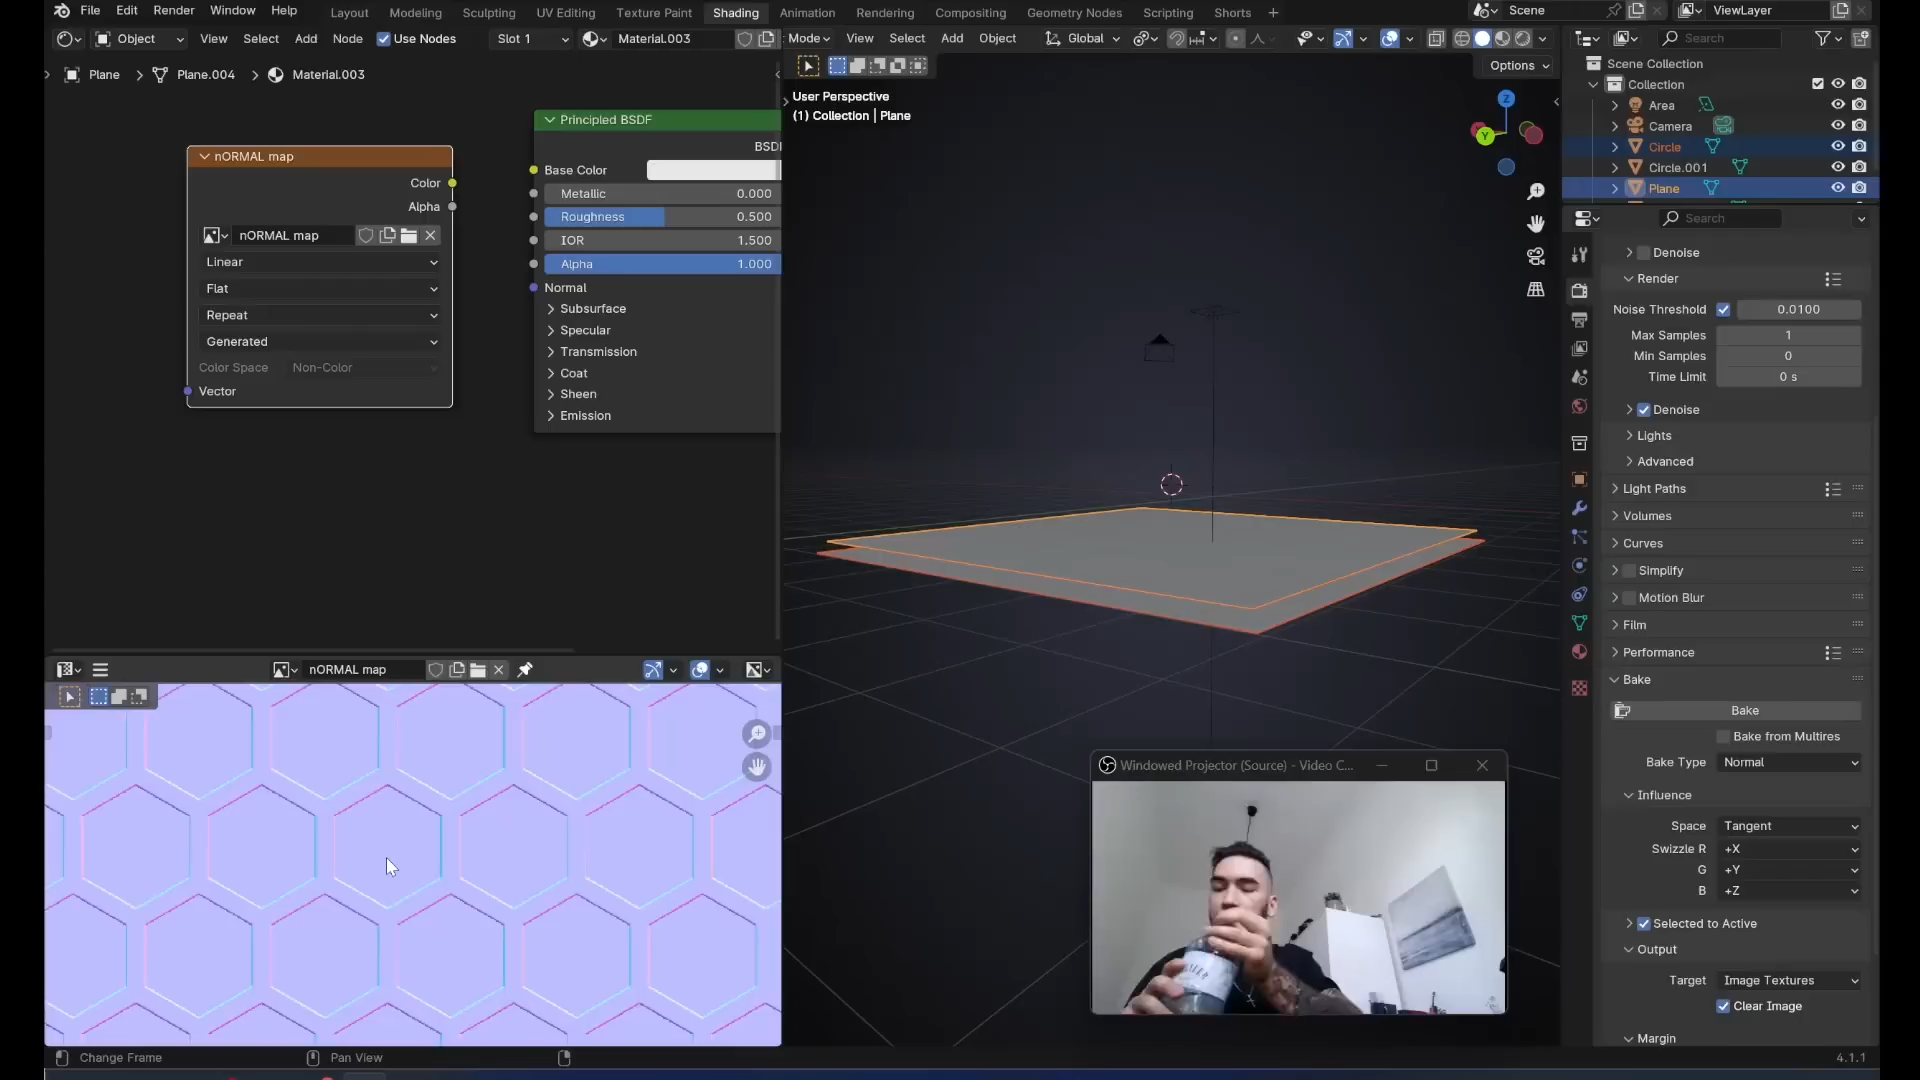 File Edit Render Window Help
Layout Modeling Sculpting UV Editing Texture Paint Shading Animation Rendering Compositing Geometry Nodes Scripting Shorts
Scene
ViewLayer
Object View Select Add Node Use Nodes Slot 1 Material.003
Mode View Select Add Object Global
Search
Options
Plane Plane.004 Material.003
User Perspective
(1) Collection | Plane
Z
Y
Scene Collection
Collection
Area
Camera
Circle
Circle.001
Plane
nORMAL map
Color
Alpha
nORMAL map
Linear
Flat
Repeat
Generated
Color Space Non-Color
Vector
Principled BSDF
BSDF
Base Color
Metallic 0.000
Roughness 0.500
IOR 1.500
Alpha 1.000
Normal
Subsurface
Specular
Transmission
Coat
Sheen
Emission
Search
Denoise
Render
Noise Threshold 0.0100
Max Samples 1
Min Samples 0
Time Limit 0 s
Denoise
Lights
Advanced
Light Paths
Volumes
Curves
Simplify
Motion Blur
Film
Performance
Bake
Bake
Bake from Multires
Bake Type Normal
Influence
Space Tangent
Swizzle R +X
G +Y
B +Z
Selected to Active
Output
Target Image Textures
Clear Image
Margin
nORMAL map
Windowed Projector (Source) - Video C...
Change Frame Pan View
4.1.1